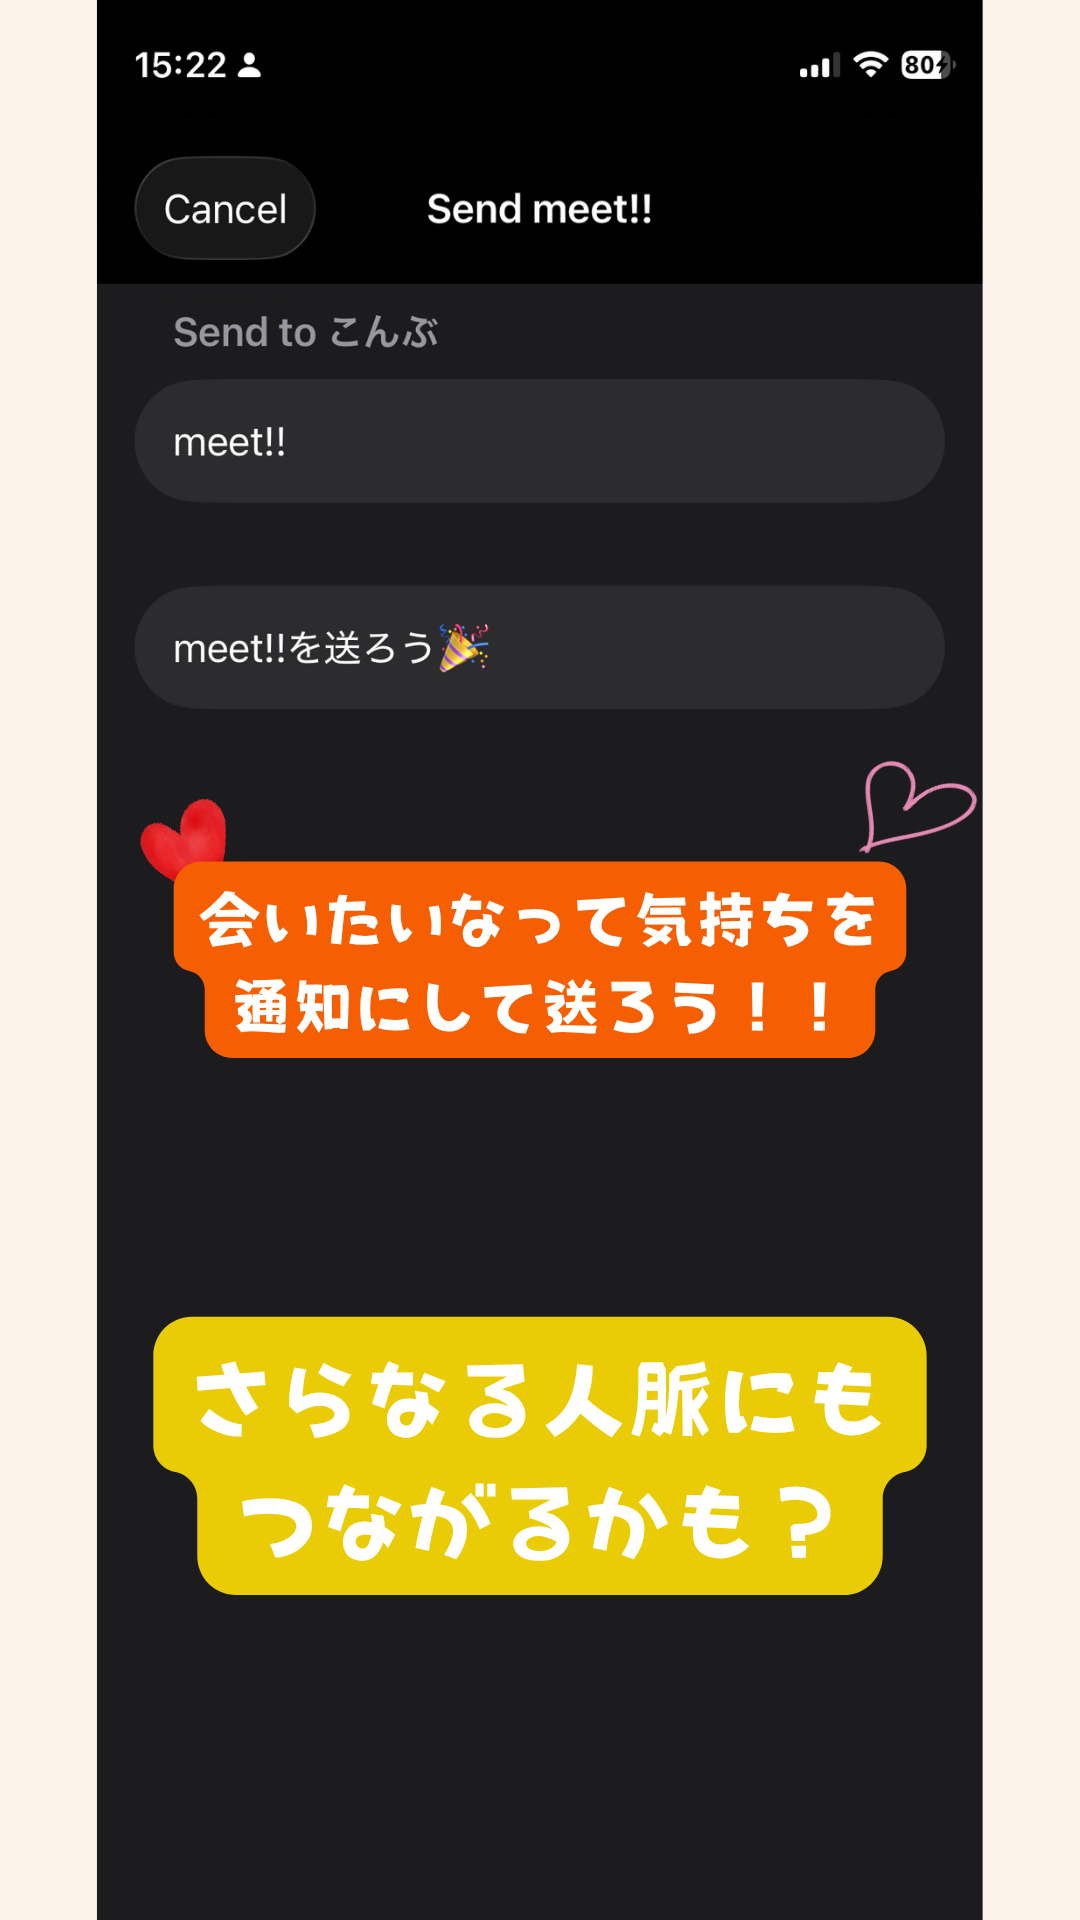 15:22
80
Cancel
Send meet!!
Send to こんぶ
meet!!
meet!!を送ろう🎉
会いたいなって気持ちを
通知にして送ろう！！
さらなる人脈にも
つながるかも？